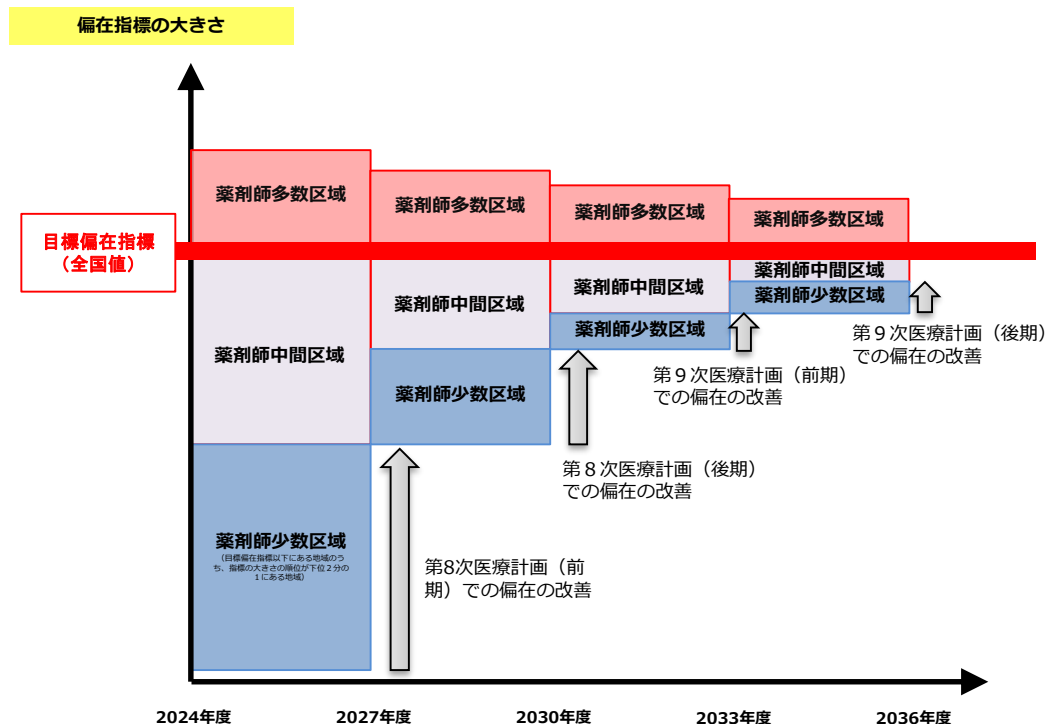 偏在指標の大きさ
薬剤師多数区域
薬剤師多数区域
薬剤師多数区域
薬剤師多数区域
目標偏在指標
（全国値）
薬剤師中間区域
薬剤師中間区域
薬剤師中間区域
薬剤師中間区域
薬剤師少数区域
（目標偏在指標以下にある地域のう
ち、指標の大きさの順位が下位２分の
１にある地域）
薬剤師少数区域
薬剤師少数区域
薬剤師少数区域
第8次医療計画（前
期）での偏在の改善
第８次医療計画（後期）
での偏在の改善
第９次医療計画（前期）
での偏在の改善
第９次医療計画（後期）
での偏在の改善
2024年度
2027年度
2030年度
2033年度
2036年度